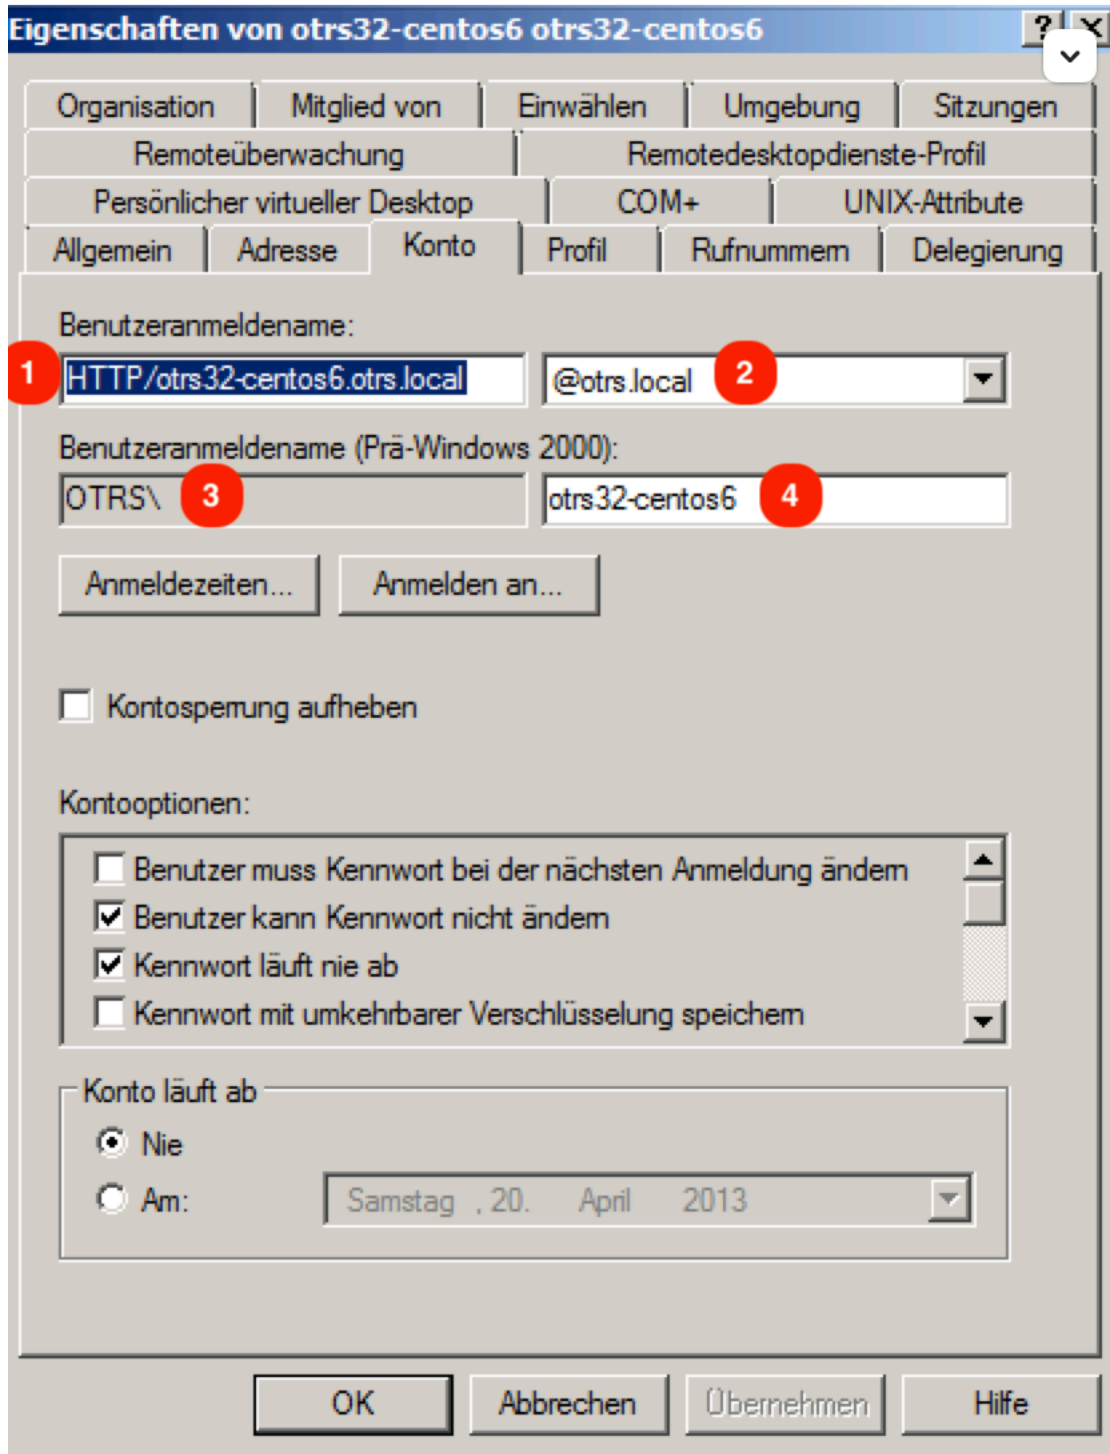 Eigenschaften von otrs32-centos6 otrs32-centos6 ? X
Organisation Mitglied von Einwählen Umgebung Sitzungen
Remoteüberwachung Remotedesktopdienste-Profil
Persönlicher virtueller Desktop COM+ UNIX-Attribute
Allgemein Adresse Konto Profil Rufnummern Delegierung
Benutzeranmeldename:
1 HTTP/otrs32-centos6.otrs.local @otrs.local 2
Benutzeranmeldename (Prä-Windows 2000):
OTRS\ 3 otrs32-centos6 4
Anmeldezeiten... Anmelden an...
Kontosperrung aufheben
Kontooptionen:
Benutzer muss Kennwort bei der nächsten Anmeldung ändern
Benutzer kann Kennwort nicht ändern
Kennwort läuft nie ab
Kennwort mit umkehrbarer Verschlüsselung speichern
Konto läuft ab
Nie
Am: Samstag , 20. April 2013
OK Abbrechen Übernehmen Hilfe